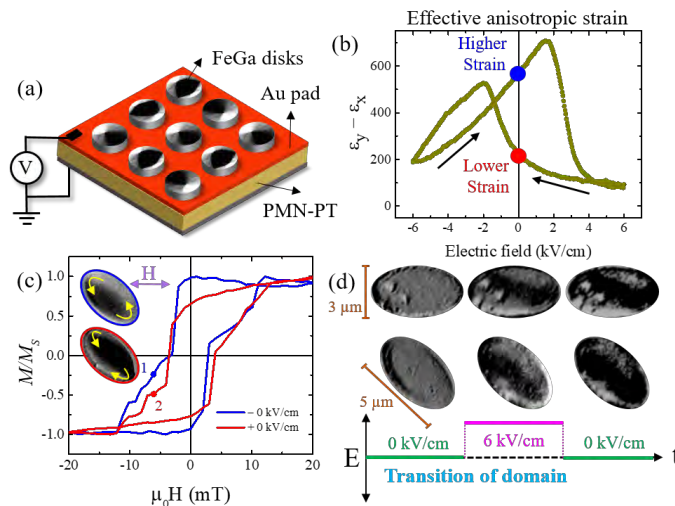 (a)
FeGa disks
Au pad
V
PMN-PT
Effective anisotropic strain
(b)
Higher
Strain
600
400
200
0
εy – εx
Lower
Strain
-6 -4 -2 0 2 4 6
Electric field (kV/cm)
(c)
H
1.0
0.5
0.0
-0.5
-1.0
M/MS
1
2
– 0 kV/cm
+ 0 kV/cm
-20 -10 0 10 20
μ0H (mT)
(d)
3 μm
5 μm
0 kV/cm 6 kV/cm 0 kV/cm
E t
Transition of domain